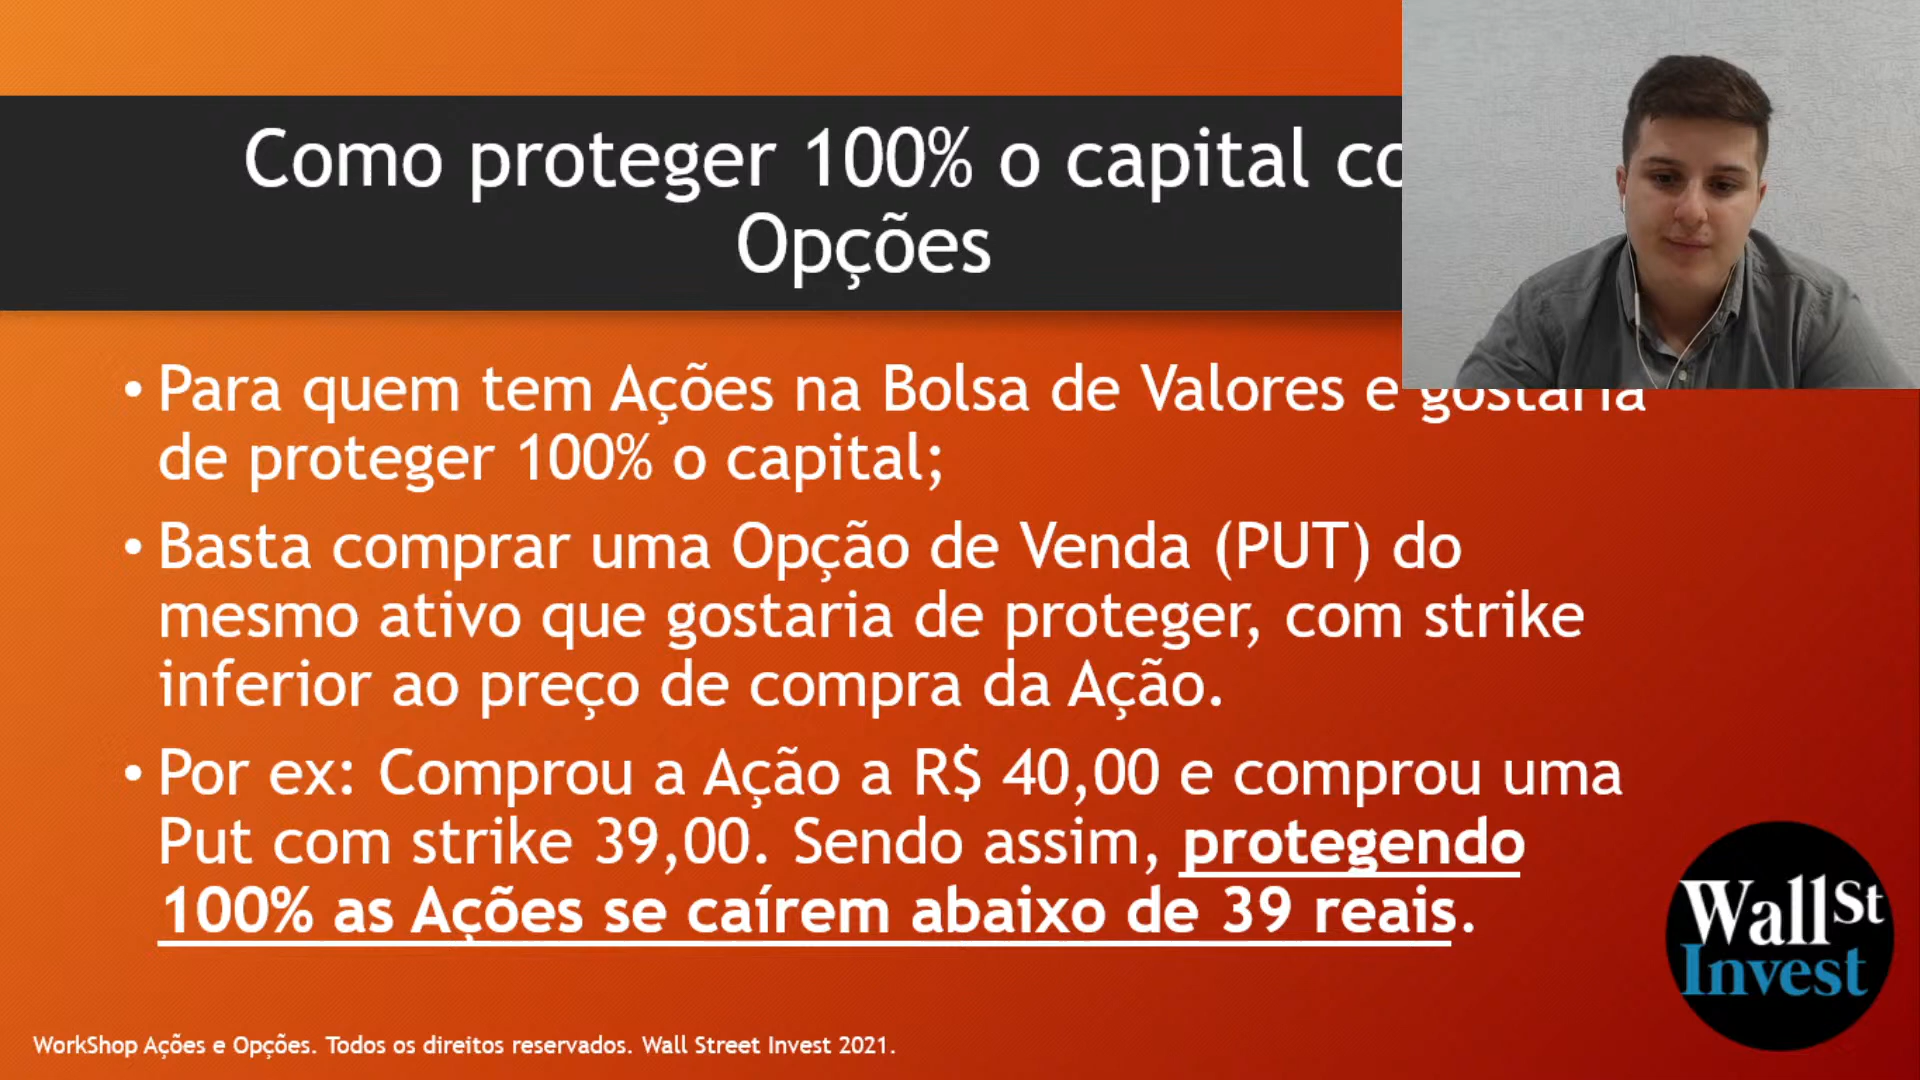 Como proteger 100% o capital
Opções
• Para quem tem Ações na Bolsa de Valores e gostaria
de proteger 100% o capital;
• Basta comprar uma Opção de Venda (PUT) do
mesmo ativo que gostaria de proteger, com strike
inferior ao preço de compra da Ação.
• Por ex: Comprou a Ação a R$ 40,00 e comprou uma
Put com strike 39,00. Sendo assim, protegendo
100% as Ações se caírem abaixo de 39 reais.
Wall St
Invest
WorkShop Ações e Opções. Todos os direitos reservados. Wall Street Invest 2021.